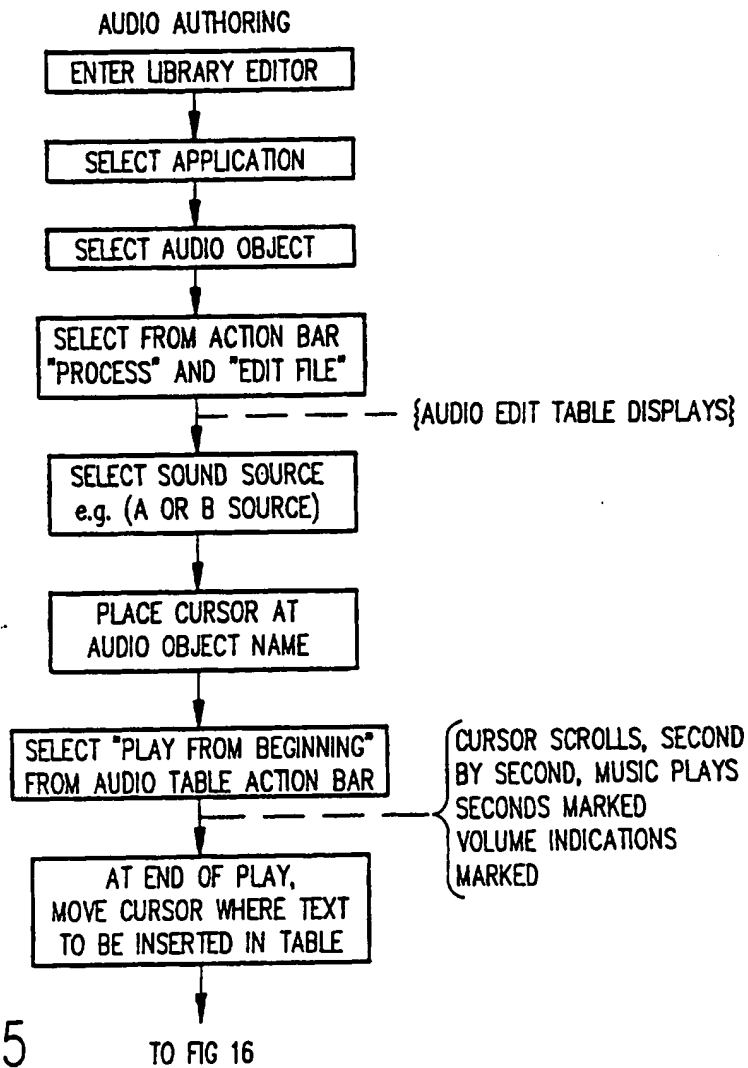 AUDIO AUTHORING
ENTER LIBRARY EDITOR
SELECT APPLICATION
SELECT AUDIO OBJECT
SELECT FROM ACTION BAR
"PROCESS" AND "EDIT FILE"
{AUDIO EDIT TABLE DISPLAYS}
SELECT SOUND SOURCE
e.g. (A OR B SOURCE)
PLACE CURSOR AT
AUDIO OBJECT NAME
SELECT "PLAY FROM BEGINNING"
FROM AUDIO TABLE ACTION BAR
CURSOR SCROLLS, SECOND
BY SECOND, MUSIC PLAYS
SECONDS MARKED
VOLUME INDICATIONS
MARKED
AT END OF PLAY,
MOVE CURSOR WHERE TEXT
TO BE INSERTED IN TABLE
5
TO FIG 16